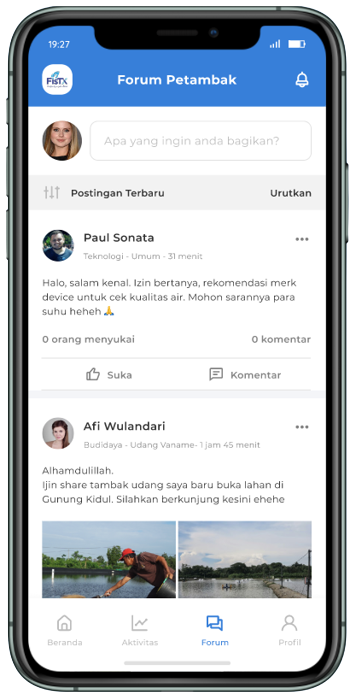 19:27
FisTX
Forum Petambak
Apa yang ingin anda bagikan?
Postingan Terbaru
Urutkan
Paul Sonata
Teknologi - Umum - 31 menit
Halo, salam kenal. Izin bertanya, rekomendasi merk
device untuk cek kualitas air. Mohon sarannya para
suhu heheh 🙏
0 orang menyukai
0 komentar
Suka
Komentar
Afi Wulandari
Budidaya - Udang Vaname- 1 jam 45 menit
Alhamdulillah.
Ijin share tambak udang saya baru buka lahan di
Gunung Kidul. Silahkan berkunjung kesini ehehe
Beranda
Aktivitas
Forum
Profil